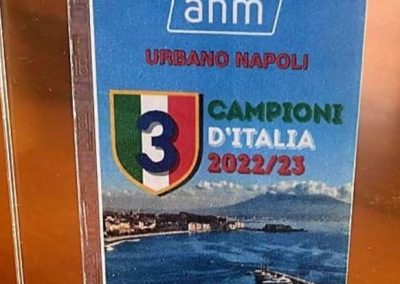 anm
URBANO NAPOLI
3
CAMPIONI
D'ITALIA
2022/23